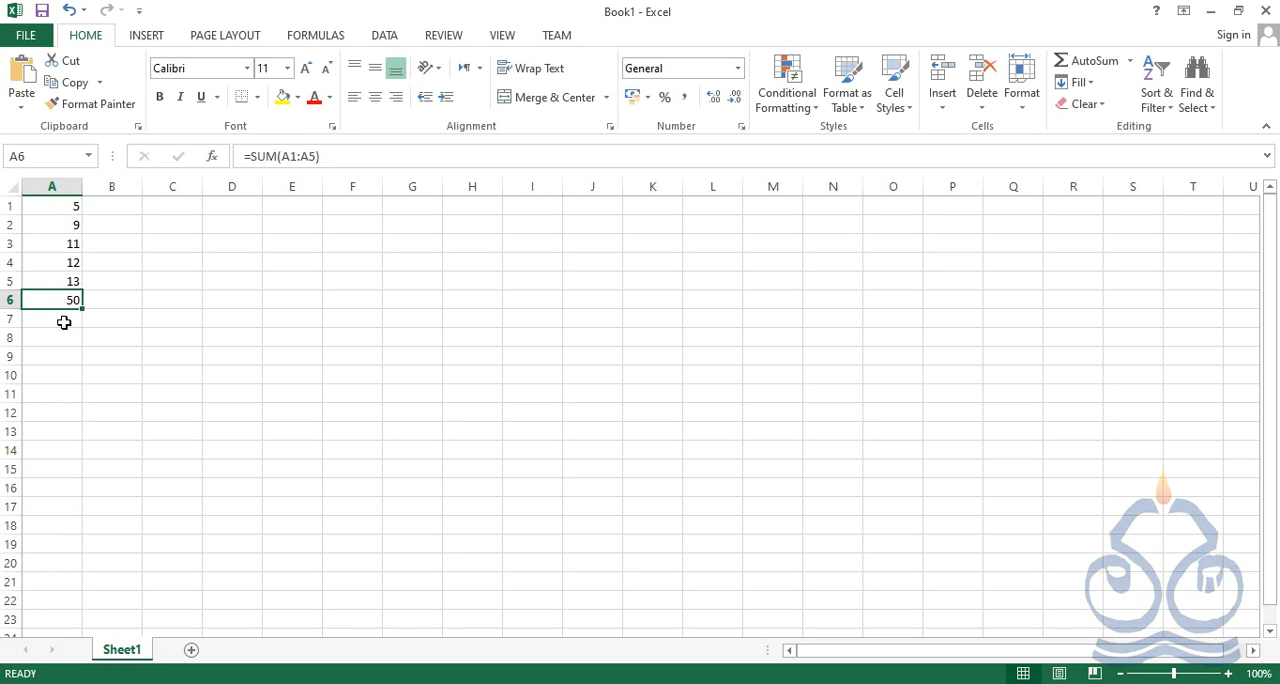 Book1 - Excel
? Sign in
FILE HOME INSERT PAGE LAYOUT FORMULAS DATA REVIEW VIEW TEAM
Paste Cut Copy Format Painter Clipboard
Calibri 11 B I U A Font
Wrap Text Merge & Center Alignment
General % , Number
Conditional Formatting Format as Table Cell Styles Styles
Insert Delete Format Cells
AutoSum Fill Clear Sort & Filter Find & Select Editing
A6 fx =SUM(A1:A5)
A B C D E F G H I J K L M N O P Q R S T U
1 5
2 9
3 11
4 12
5 13
6 50
7
8
9
10
11
12
13
14
15
16
17
18
19
20
21
22
23
Sheet1
READY 100%